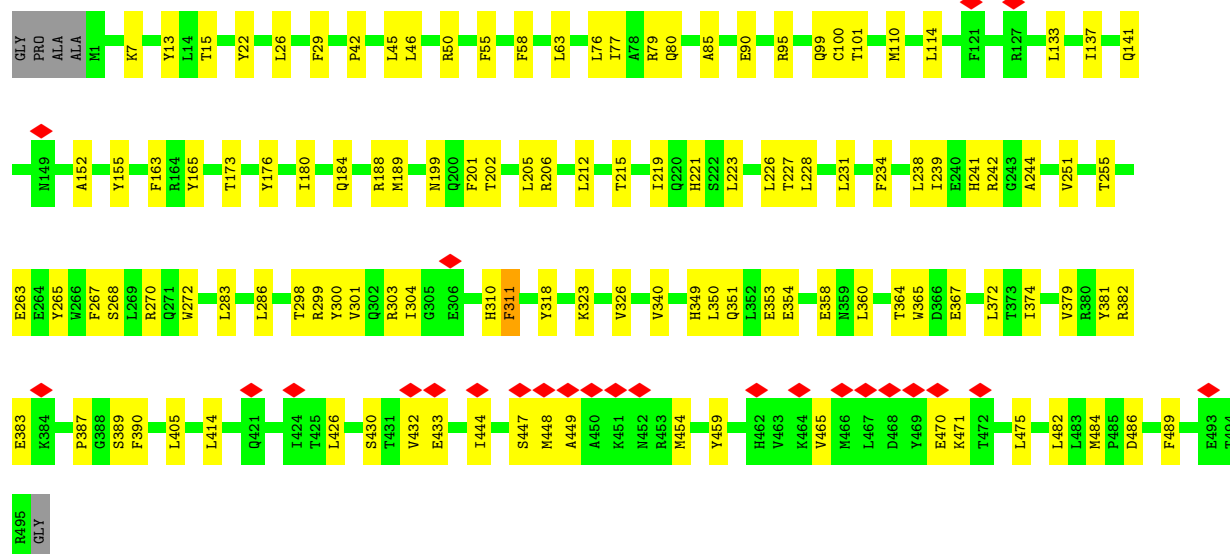 GLY PRO ALA ALA M1 K7 Y13 L14 T15 Y22 L26 F29 P42 L45 L46 R50 F55 F58 L63 L76 I77 A78 R79 Q80 A85 E90 R95 Q99 C100 T101 M110 L114 F121 R127 L133 I137 Q141
N149 A152 Y155 F163 R164 Y165 T173 Y176 I180 Q184 R188 M189 N199 Q200 F201 T202 L205 R206 L212 T215 I219 Q220 H221 S222 L223 L226 T227 L228 L231 F234 L238 I239 E240 H241 R242 G243 A244 V251 T255
E263 E264 Y265 W266 F267 S268 L269 R270 Q271 W272 L283 L286 T298 R299 Y300 V301 Q302 R303 I304 G305 E306 H310 F311 Y318 K323 V326 V340 H349 L350 Q351 L352 E353 E354 E358 N359 L360 T364 W365 D366 E367 L372 T373 I374 V379 R380 Y381 R382
E383 K384 P387 G388 S389 F390 L405 L414 Q421 I424 T425 L426 S430 T431 V432 E433 I444 S447 M448 A449 A450 K451 N452 R453 M454 Y459 H462 V463 K464 V465 M466 L467 D468 Y469 E470 K471 T472 L475 L482 L483 M484 P485 D486 F489 E493 T494
R495 GLY